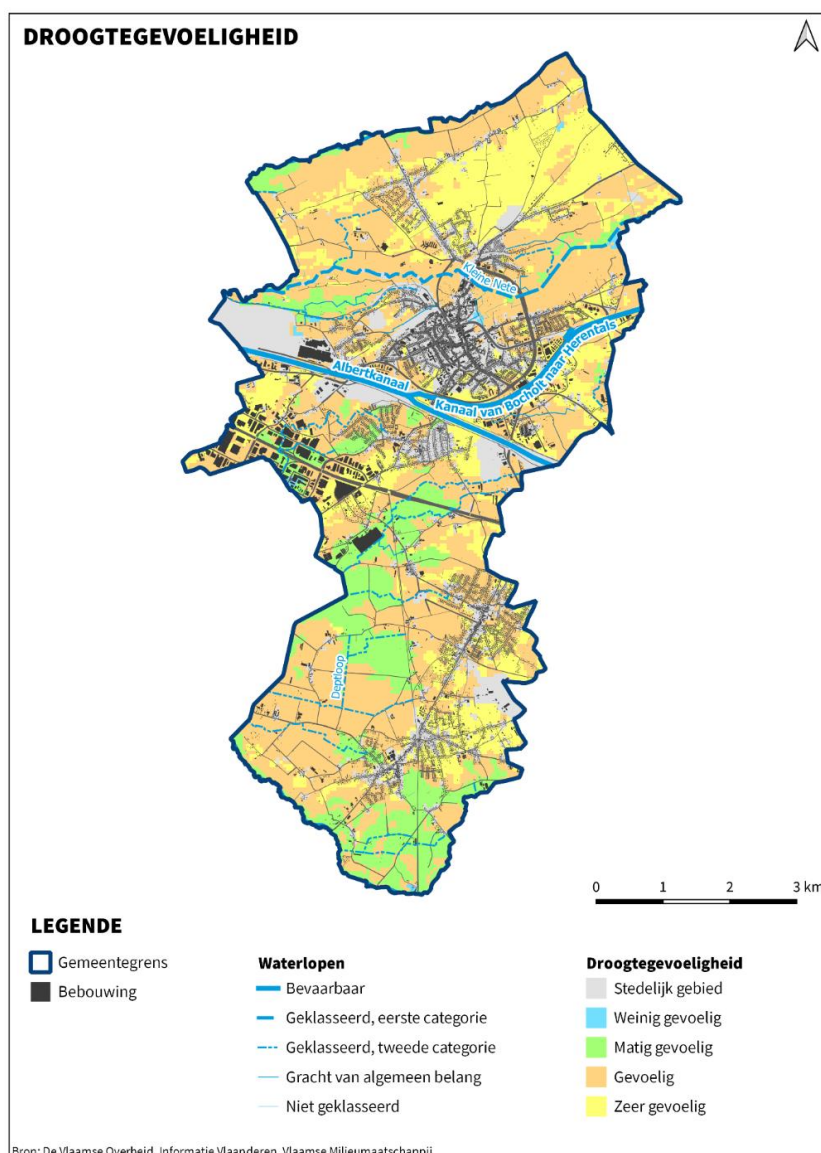 DROOGTEGEVOELIGHEID
Kleine Nete
Albertkanaal
Kanaal van Bocholt naar Herentals
Deptloop
0 1 2 3 km
LEGENDE
Gemeentegrens
Bebouwing
Waterlopen
Bevaarbaar
Geklasseerd, eerste categorie
Geklasseerd, tweede categorie
Gracht van algemeen belang
Niet geklasseerd
Droogtegevoeligheid
Stedelijk gebied
Weinig gevoelig
Matig gevoelig
Gevoelig
Zeer gevoelig
Bron: De Vlaamse Overheid, Informatie Vlaanderen, Vlaamse Milieumaatschappij